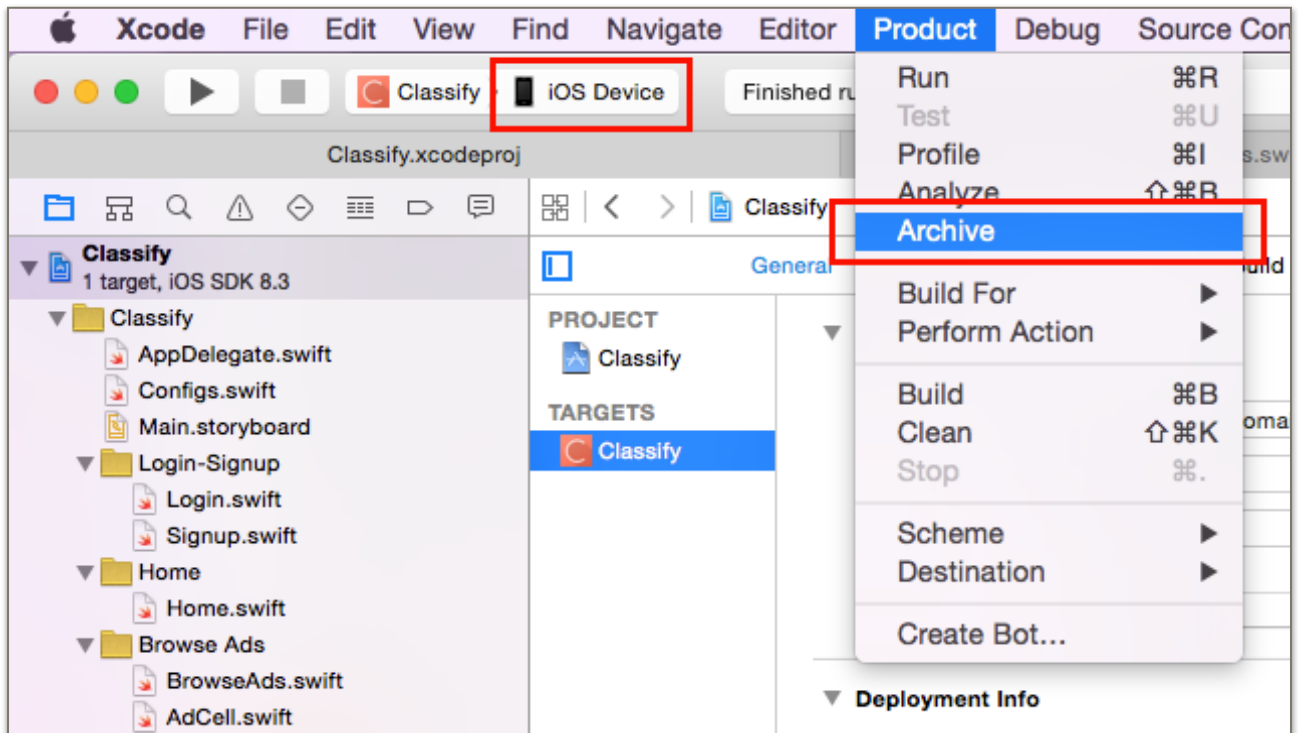 Xcode File Edit View Find Navigate Editor Product Debug Source Con
Classify iOS Device Finished ru
Classify.xcodeproj
s.sw
Classify
Classify
1 target, iOS SDK 8.3
Classify
AppDelegate.swift
Configs.swift
Main.storyboard
Login-Signup
Login.swift
Signup.swift
Home
Home.swift
Browse Ads
BrowseAds.swift
AdCell.swift
General
PROJECT
Classify
TARGETS
Classify
Run ⌘R
Test ⌘U
Profile ⌘I
Analyze ⇧⌘B
Archive
Build For ▶
Perform Action ▶
Build ⌘B
Clean ⇧⌘K
Stop ⌘.
Scheme ▶
Destination ▶
Create Bot...
Deployment Info